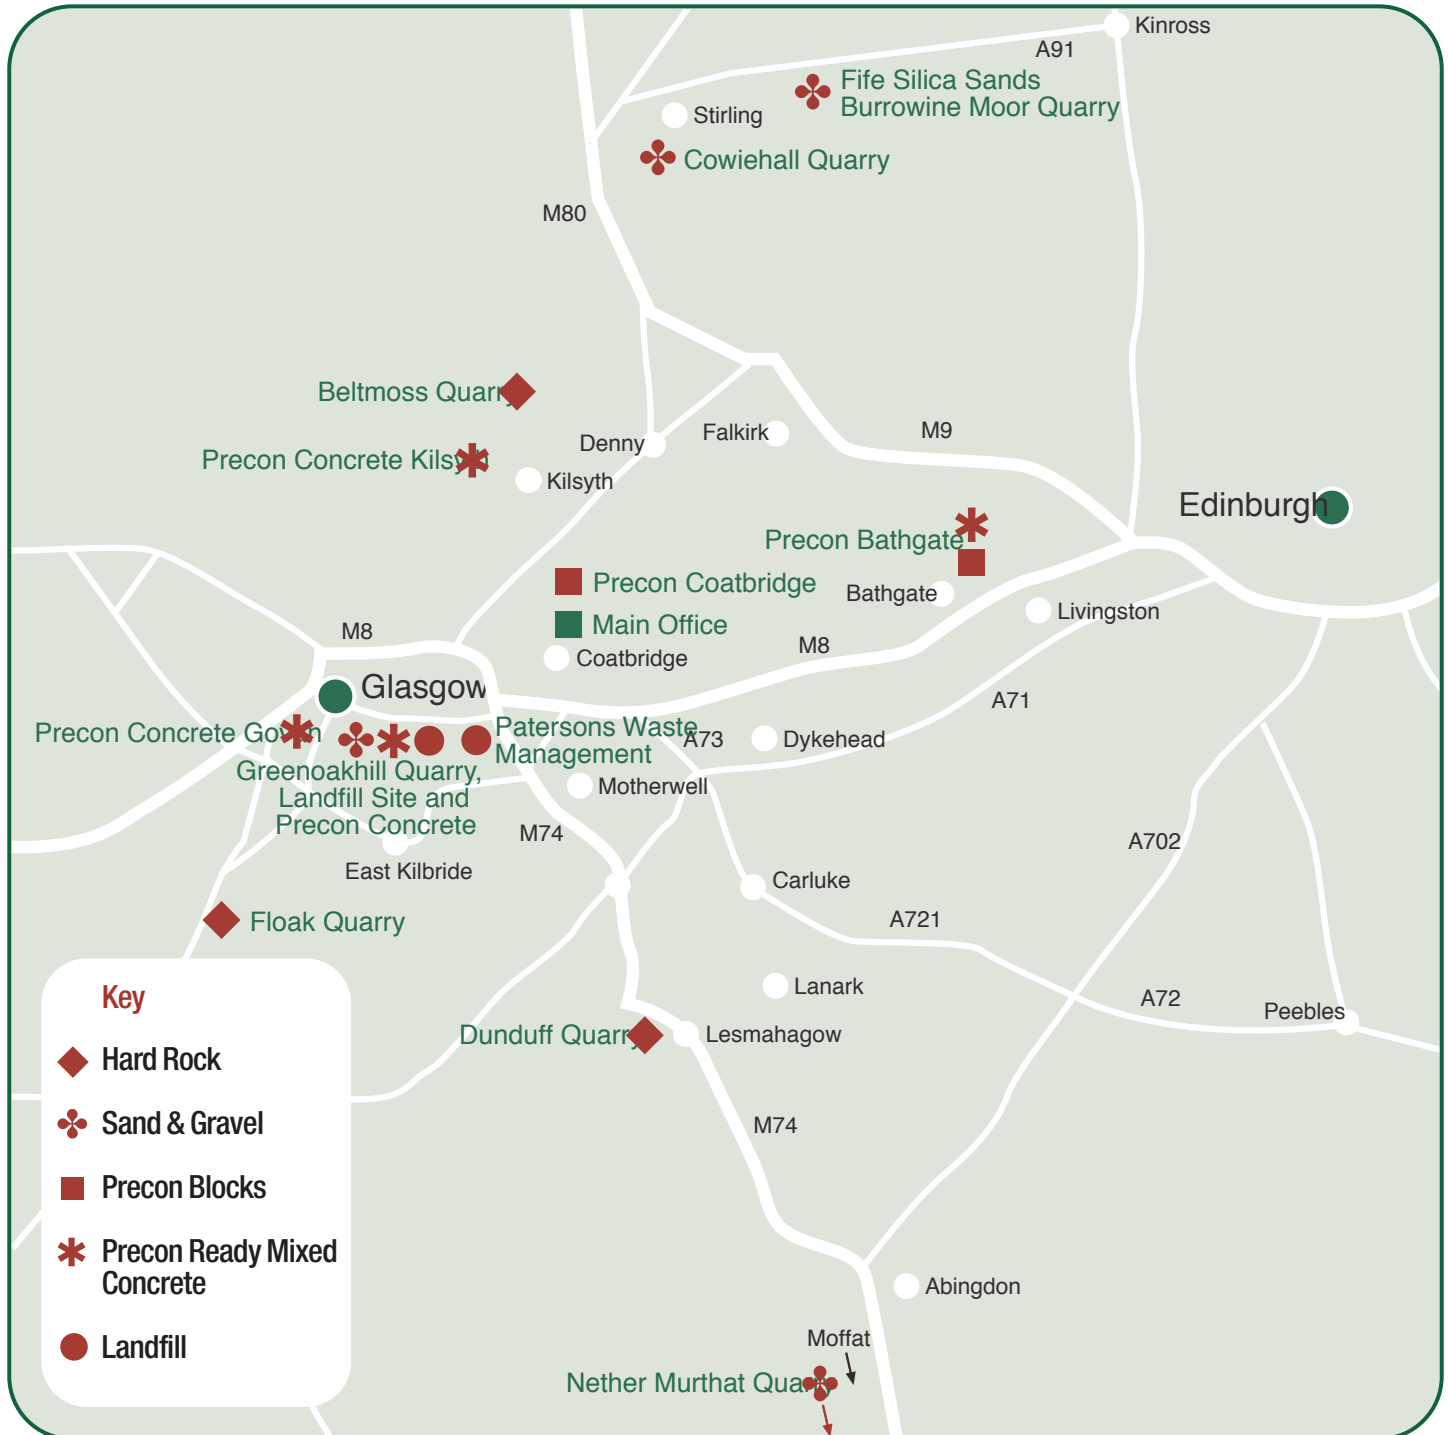 Kinross
A91
Fife Silica Sands
Burrowine Moor Quarry
Stirling
Cowiehall Quarry
M80
Beltmoss Quarry
Falkirk
M9
Denny
Precon Concrete Kilsyth
Kilsyth
Edinburgh
Precon Bathgate
Precon Coatbridge
Bathgate
Livingston
Main Office
M8
M8
Coatbridge
Glasgow
A71
Precon Concrete Govan
Patersons Waste
Management
A73
Dykehead
Greenoakhill Quarry,
Landfill Site and
Precon Concrete
Motherwell
M74
A702
East Kilbride
Carluke
A721
Floak Quarry
Lanark
A72
Peebles
Dunduff Quarry
Lesmahagow
M74
Key
Hard Rock
Sand & Gravel
Precon Blocks
Precon Ready Mixed
Concrete
Landfill
Abingdon
Moffat
Nether Murthat Quarry